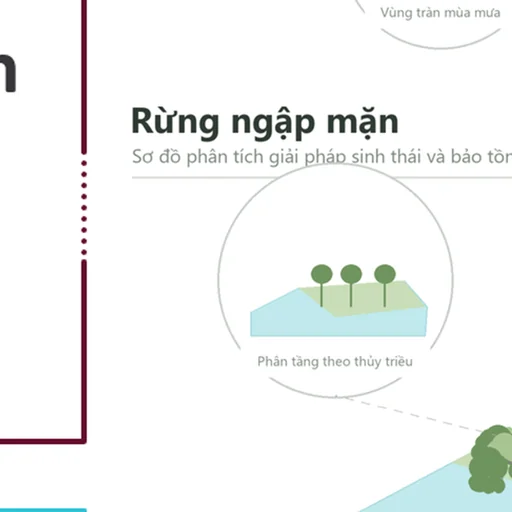 Vùng tràn mùa mưa
Rừng ngập mặn
Sơ đồ phân tích giải pháp sinh thái và bảo tồn
Phân tầng theo thủy triều